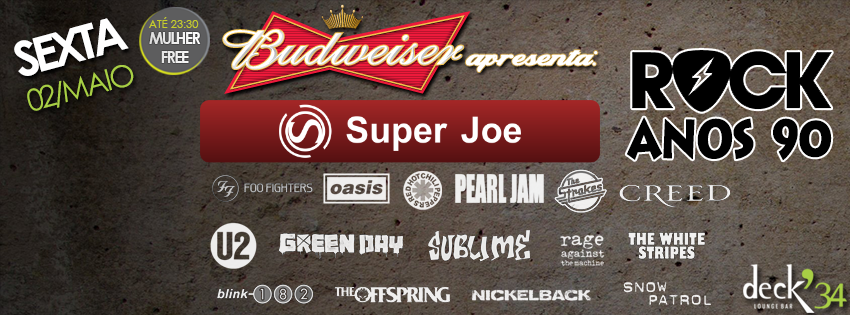 SEXTA
02/MAIO
ATÉ 23:30
MULHER
FREE
Budweiser apresenta:
ROCK
ANOS 90
Super Joe
FF FOO FIGHTERS
oasis
RED HOT CHILI PEPPERS
PEARL JAM
The Strokes
CREED
U2
GREEN DAY
SUBLIME
rage
against
the machine
THE WHITE
STRIPES
blink-182
THE OFFSPRING
NICKELBACK
SNOW
PATROL
deck'34
LOUNGE BAR